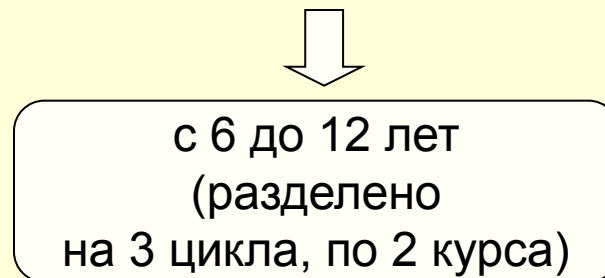 с 6 до 12 лет
(разделено
на 3 цикла, по 2 курса)